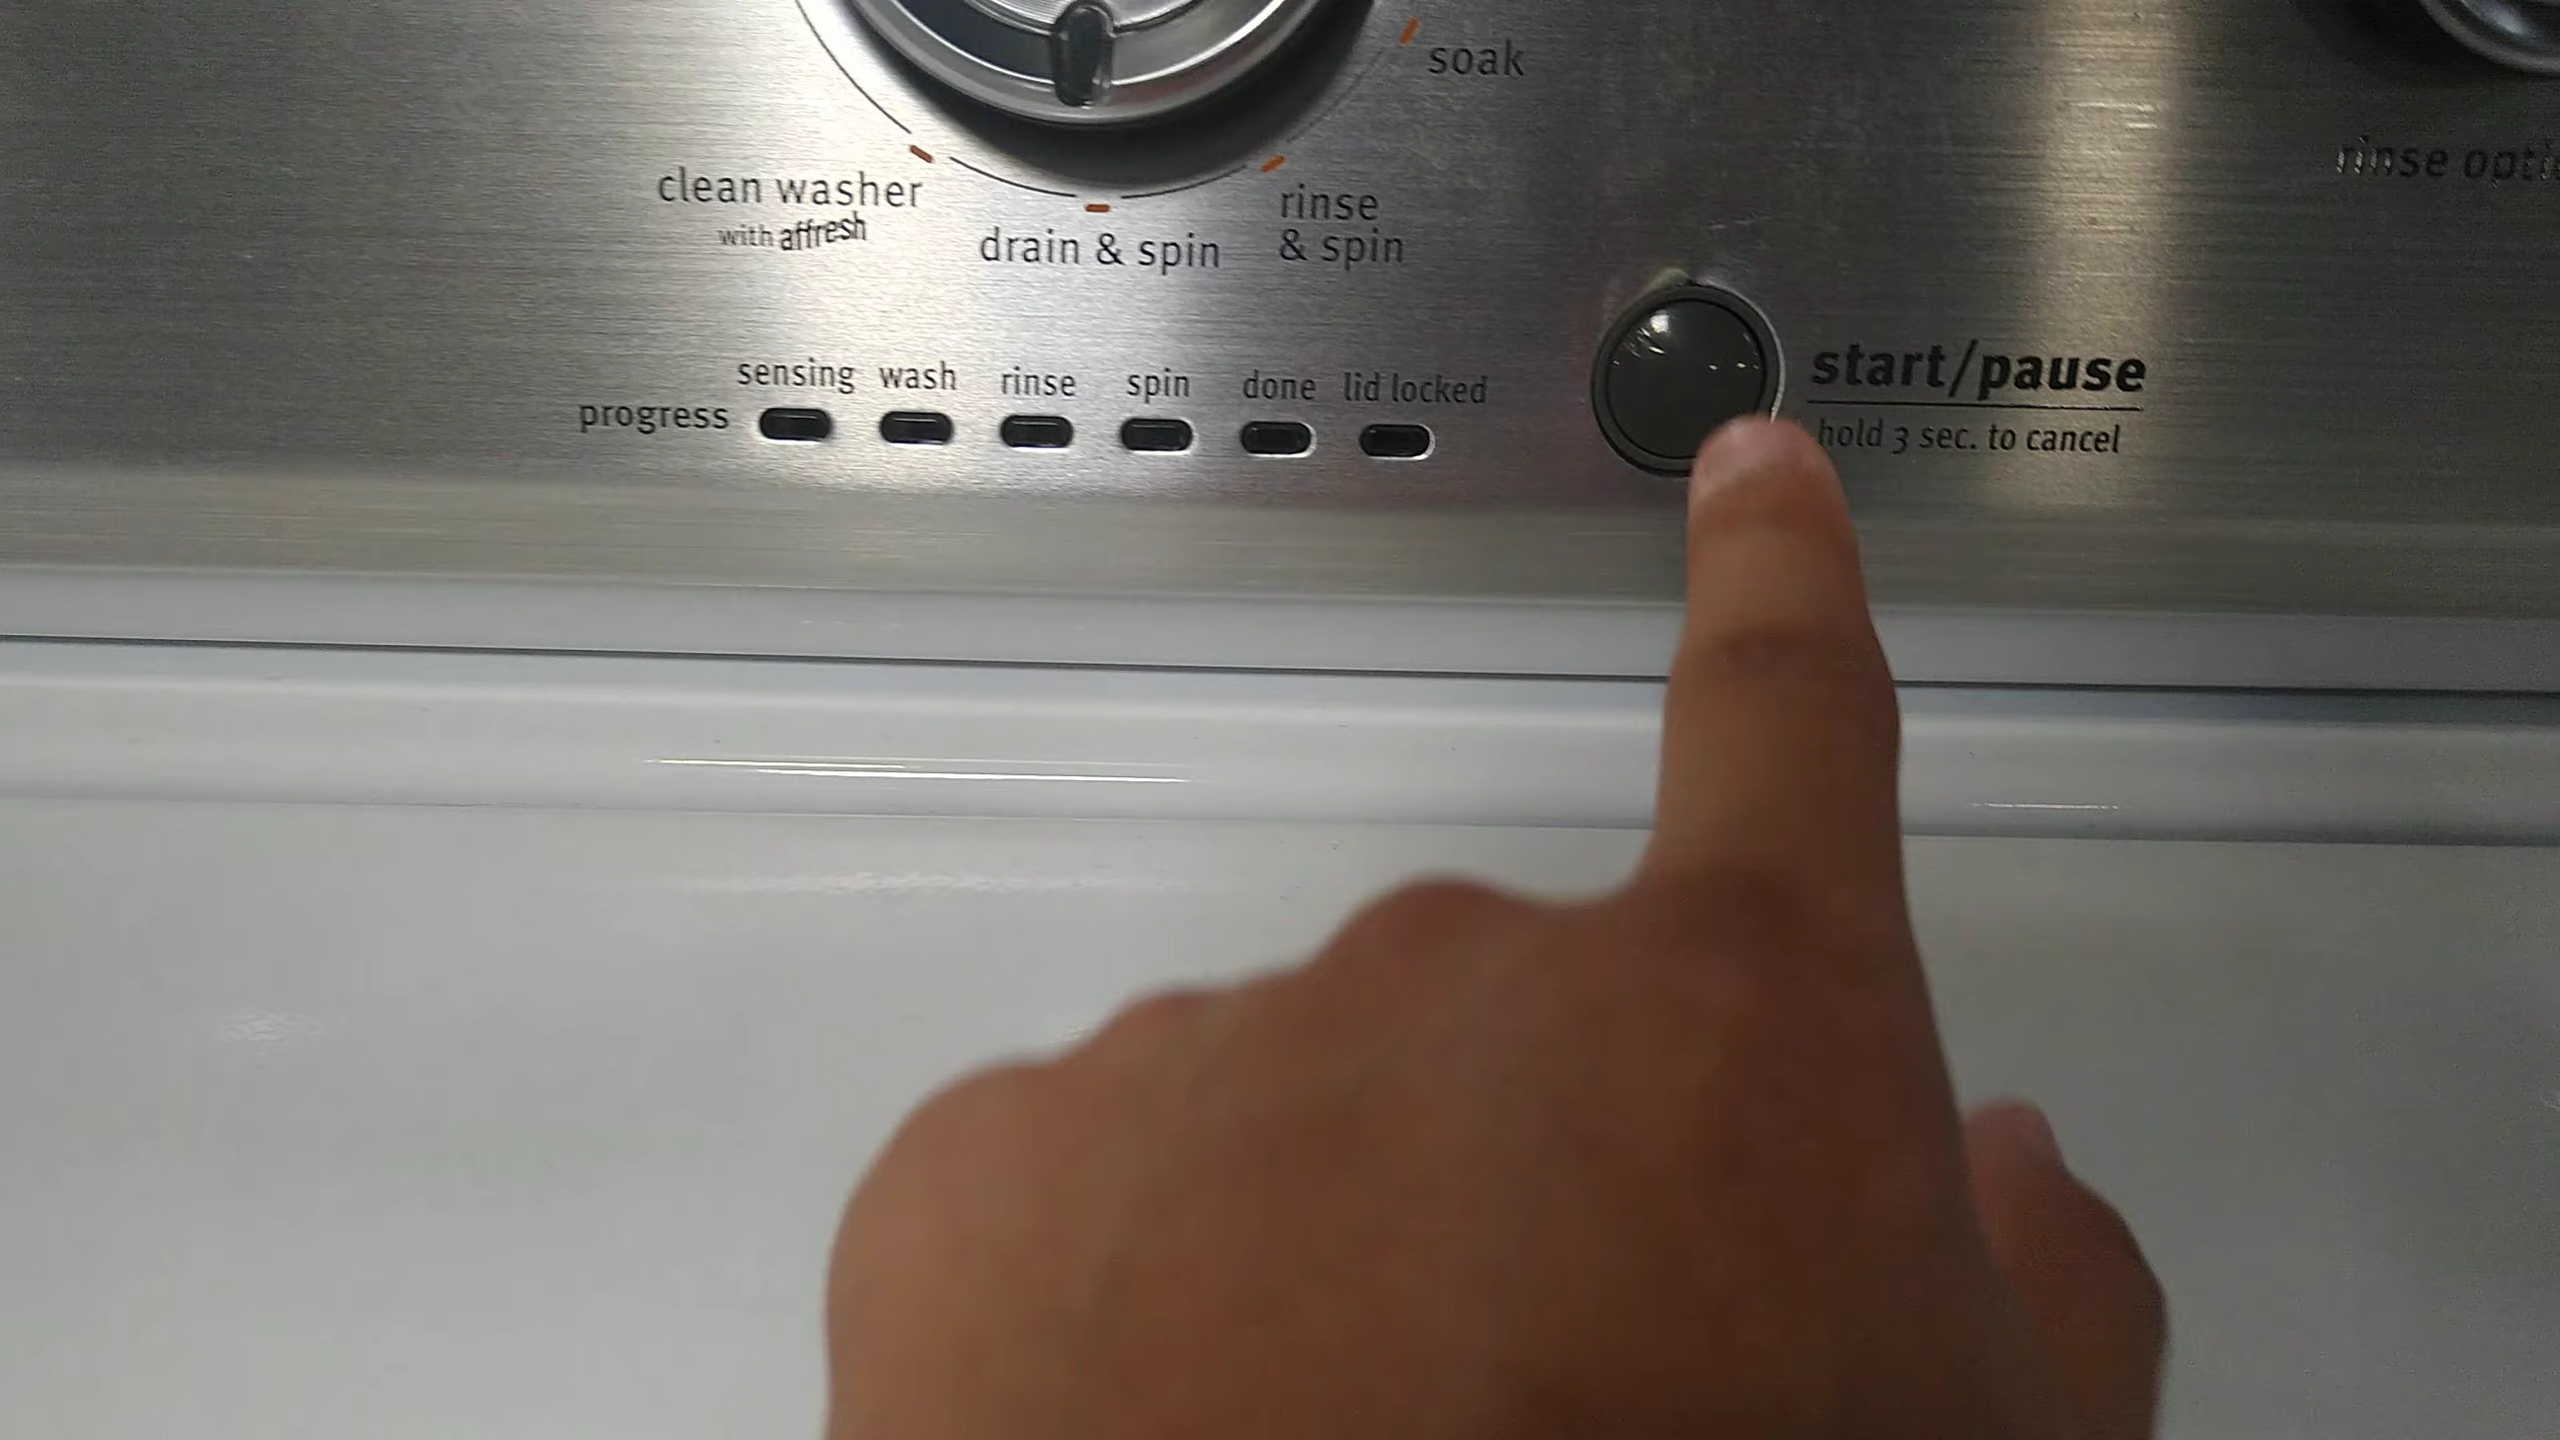 soak
clean washer
with affresh
drain & spin
rinse
& spin
rinse
sensing wash rinse spin done lid locked
progress
start/pause
hold 3 sec. to cancel